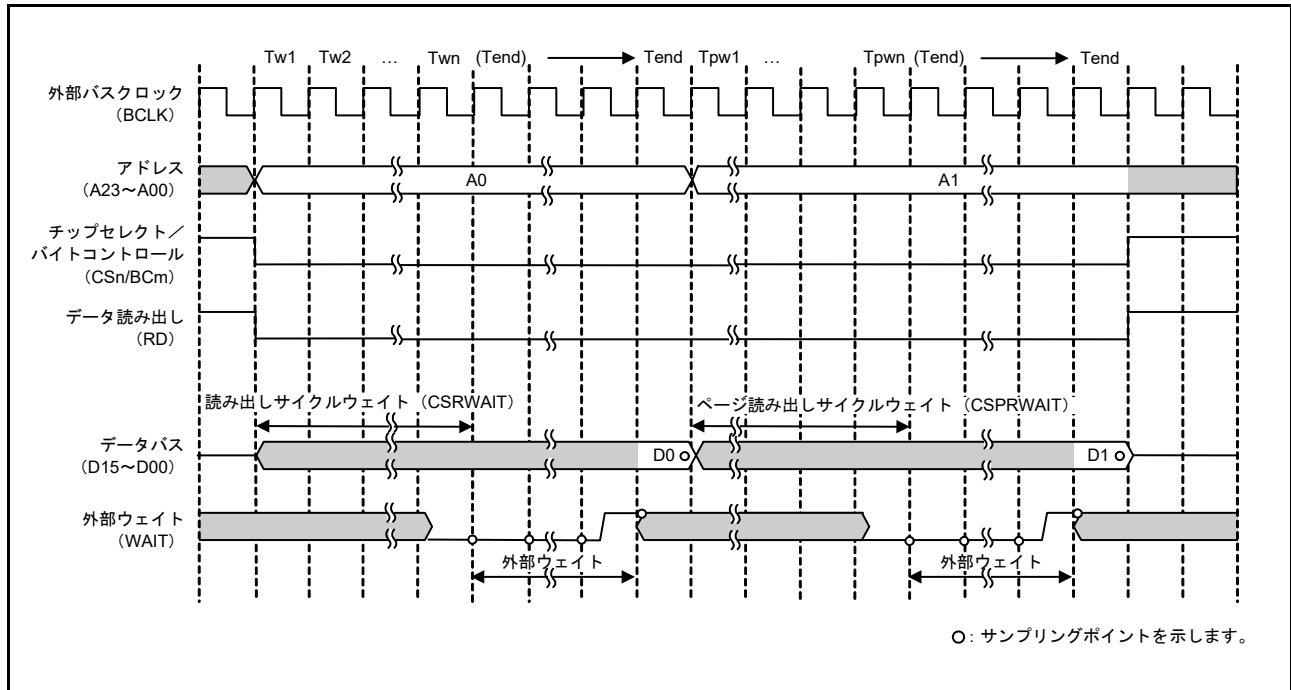 Tw1 Tw2 … Twn (Tend) Tend Tpw1 … Tpwn (Tend) Tend
外部バスクロック
（BCLK）
アドレス
（A23～A00）
A0 A1
チップセレクト／
バイトコントロール
（CSn/BCm）
データ読み出し
（RD）
読み出しサイクルウェイト（CSRWAIT） ページ読み出しサイクルウェイト（CSPRWAIT）
データバス
（D15～D00）
D0 D1
外部ウェイト
（WAIT）
外部ウェイト 外部ウェイト
：サンプリングポイントを示します。